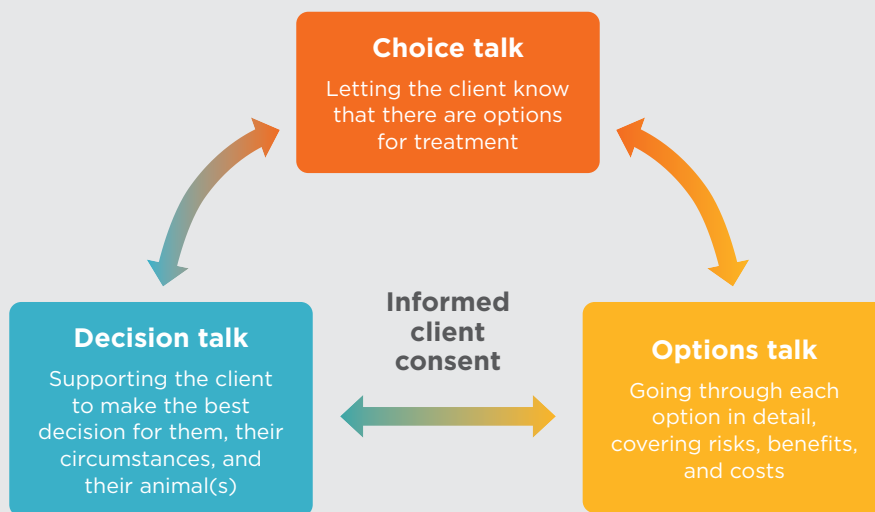 Choice talk
Letting the client know
that there are options
for treatment
Informed
client
consent
Decision talk
Supporting the client
to make the best
decision for them, their
circumstances, and
their animal(s)
Options talk
Going through each
option in detail,
covering risks, benefits,
and costs